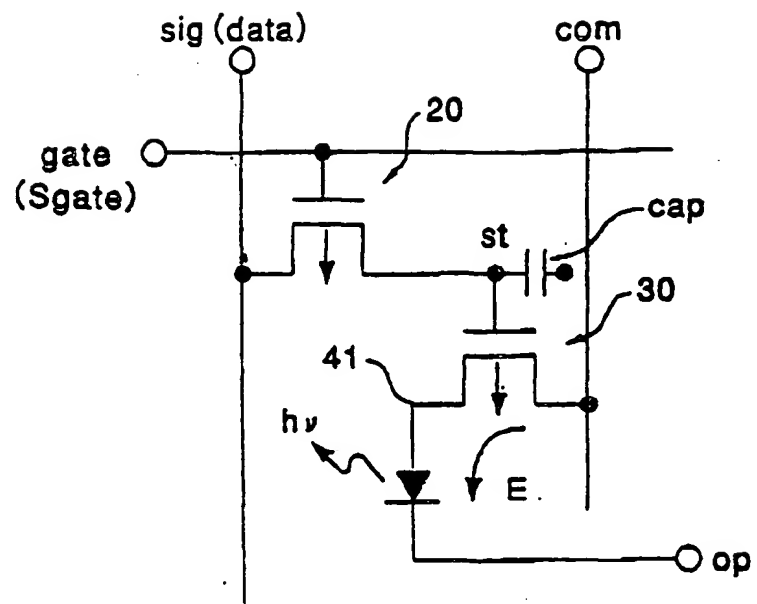 sig (data)
com
20
gate
(Sgate)
cap
st
30
41
hν
E
op